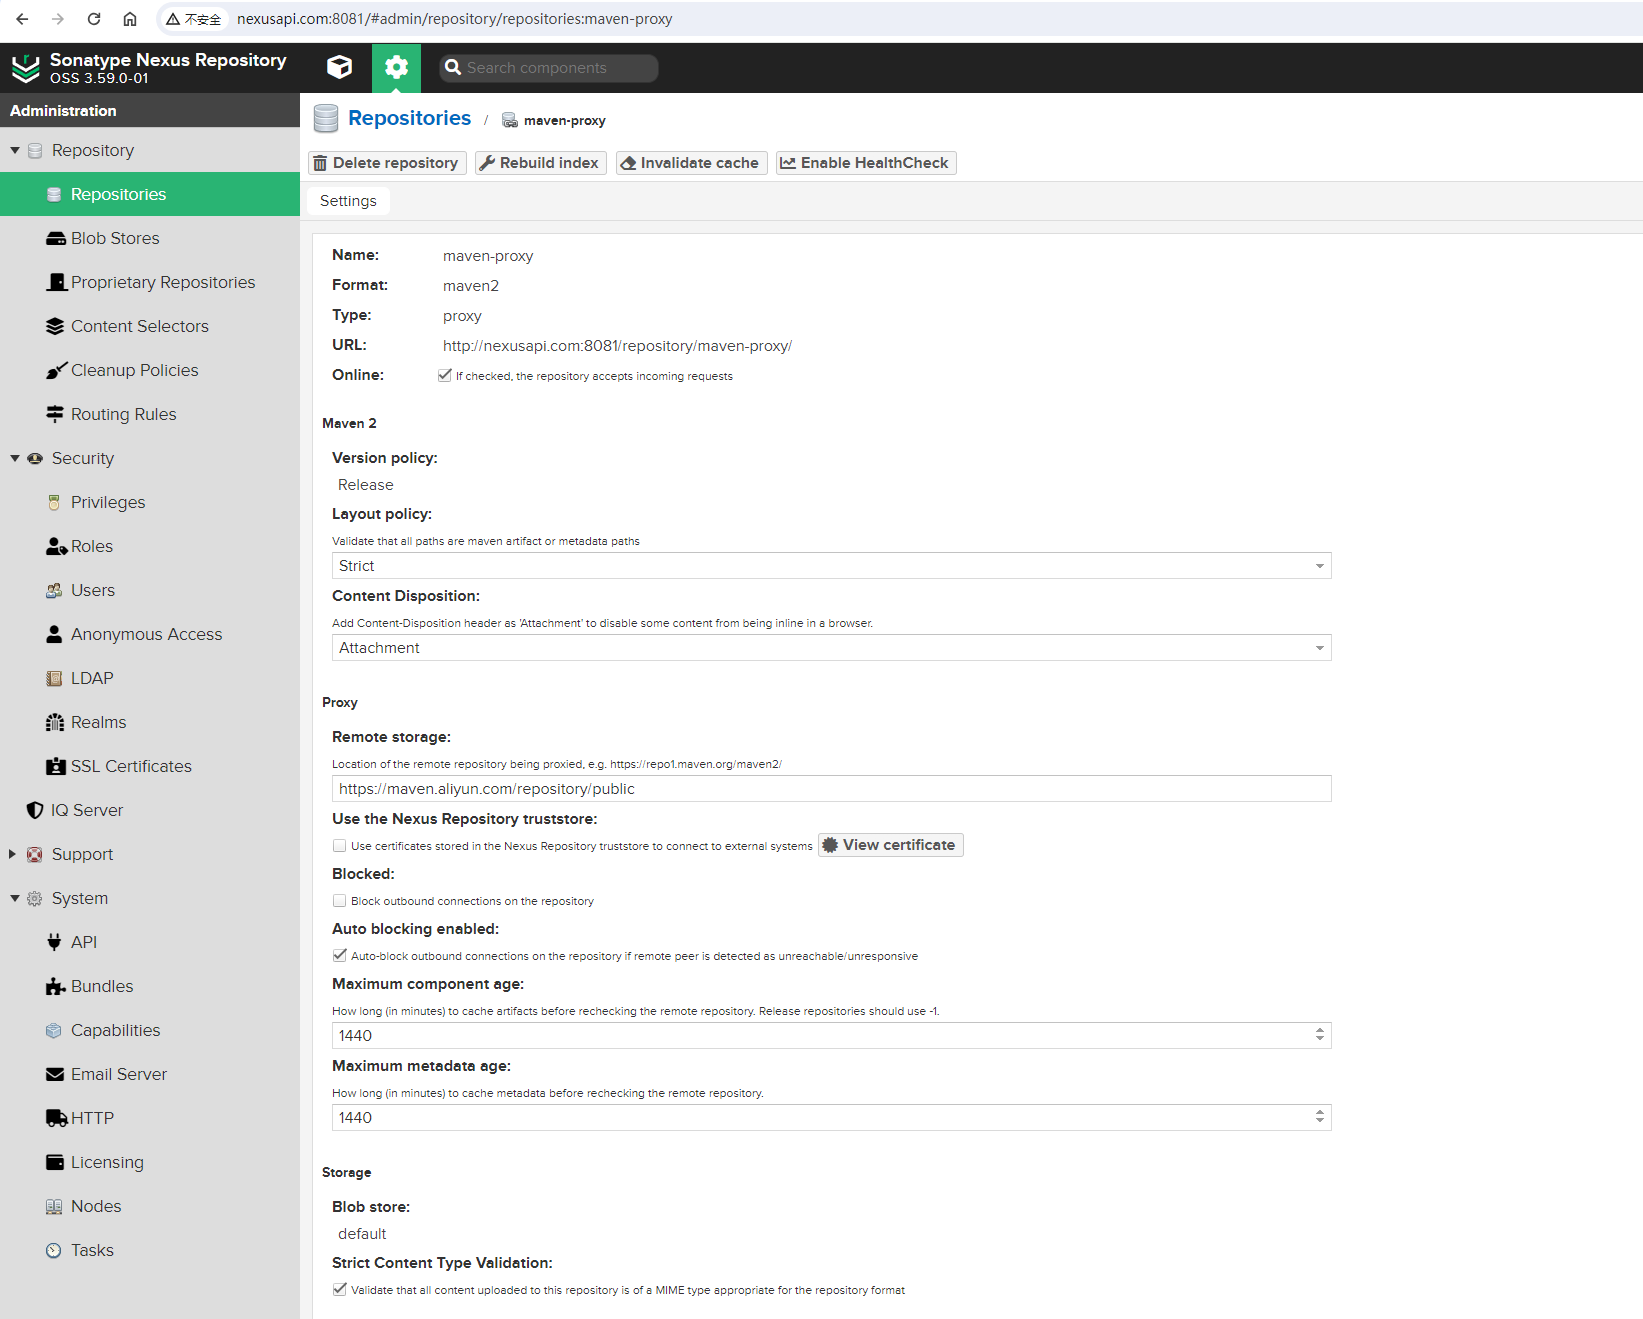 不安全 nexusapi.com:8081/#admin/repository/repositories:maven-proxy
Sonatype Nexus Repository
OSS 3.59.0-01
Search components
Administration
Repository
Repositories
Blob Stores
Proprietary Repositories
Content Selectors
Cleanup Policies
Routing Rules
Security
Privileges
Roles
Users
Anonymous Access
LDAP
Realms
SSL Certificates
IQ Server
Support
System
API
Bundles
Capabilities
Email Server
HTTP
Licensing
Nodes
Tasks
Repositories / maven-proxy
Delete repository Rebuild index Invalidate cache Enable HealthCheck
Settings
Name: maven-proxy
Format: maven2
Type: proxy
URL: http://nexusapi.com:8081/repository/maven-proxy/
Online: If checked, the repository accepts incoming requests
Maven 2
Version policy:
Release
Layout policy:
Validate that all paths are maven artifact or metadata paths
Strict
Content Disposition:
Add Content-Disposition header as 'Attachment' to disable some content from being inline in a browser.
Attachment
Proxy
Remote storage:
Location of the remote repository being proxied, e.g. https://repo1.maven.org/maven2/
https://maven.aliyun.com/repository/public
Use the Nexus Repository truststore:
Use certificates stored in the Nexus Repository truststore to connect to external systems View certificate
Blocked:
Block outbound connections on the repository
Auto blocking enabled:
Auto-block outbound connections on the repository if remote peer is detected as unreachable/unresponsive
Maximum component age:
How long (in minutes) to cache artifacts before rechecking the remote repository. Release repositories should use -1.
1440
Maximum metadata age:
How long (in minutes) to cache metadata before rechecking the remote repository.
1440
Storage
Blob store:
default
Strict Content Type Validation:
Validate that all content uploaded to this repository is of a MIME type appropriate for the repository format